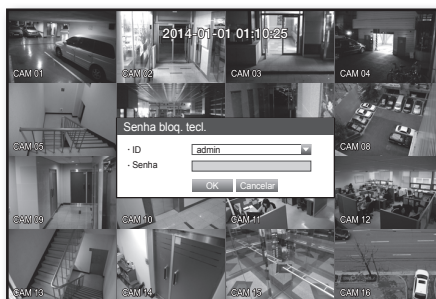 2014-01-01 01:10:25
CAM 01
CAM 02
CAM 03
CAM 04
CAM 05
Senha bloq. tecl.
· ID admin
· Senha
OK Cancelar
CAM 08
CAM 09
CAM 10
CAM 11
CAM 12
CAM 13
CAM 14
CAM 15
CAM 16